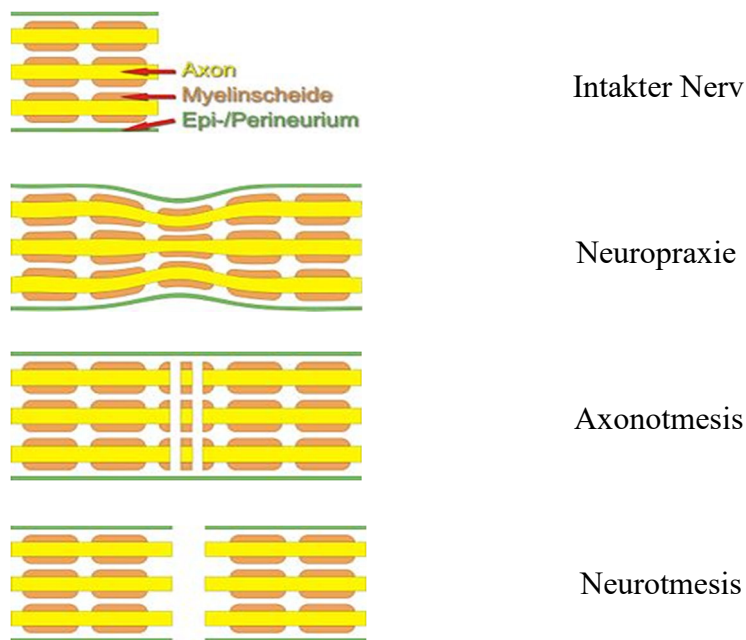 Axon
Myelinscheide
Epi-/Perineurium
Intakter Nerv
Neuropraxie
Axonotmesis
Neurotmesis